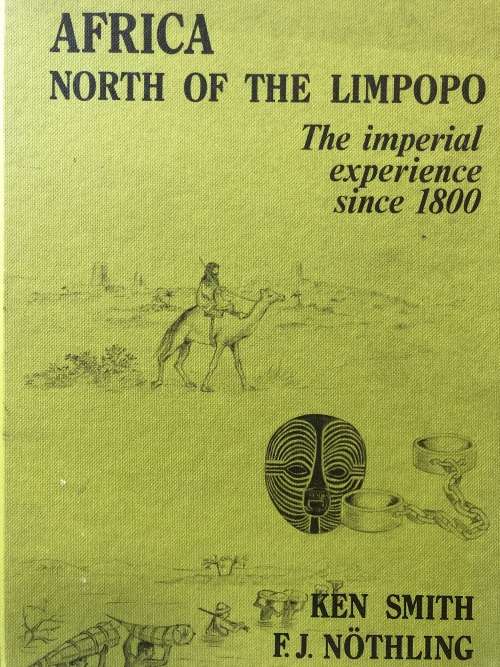 AFRICA
NORTH OF THE LIMPOPO
The imperial
experience
since 1800
KEN SMITH
F.J. NÖTHLING